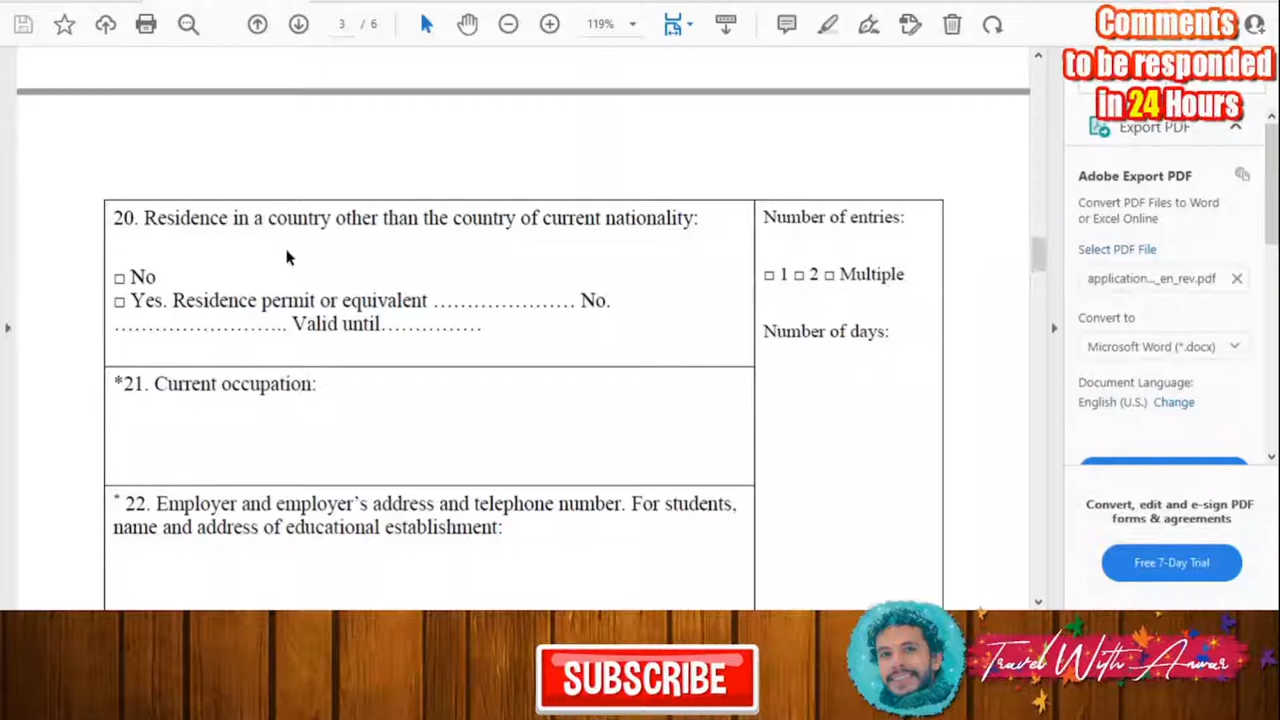 3 / 6
119%
Comments
to be responded
in 24 Hours
Export PDF
Adobe Export PDF
Convert PDF Files to Word
or Excel Online
Select PDF File
application..._en_rev.pdf
Convert to
Microsoft Word (*.docx)
Document Language:
English (U.S.) Change
Convert, edit and e-sign PDF
forms & agreements
Free 7-Day Trial
20. Residence in a country other than the country of current nationality:
□ No
□ Yes. Residence permit or equivalent ………………… No.
…………………….. Valid until……………
*21. Current occupation:
* 22. Employer and employer’s address and telephone number. For students,
name and address of educational establishment:
Number of entries:
□ 1 □ 2 □ Multiple
Number of days:
SUBSCRIBE
Travel With Anwar